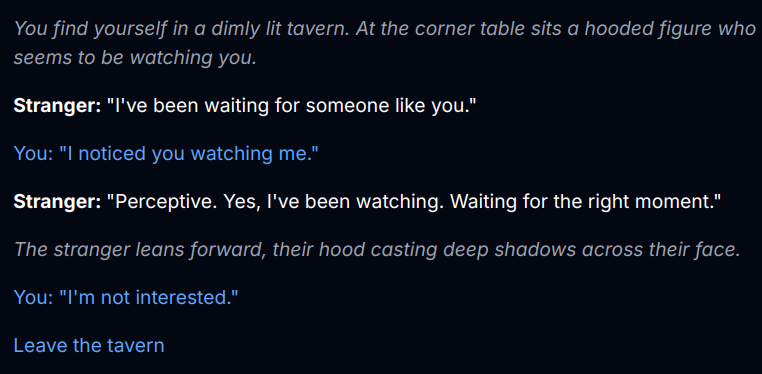 You find yourself in a dimly lit tavern. At the corner table sits a hooded figure who
seems to be watching you.
Stranger: "I've been waiting for someone like you."
You: "I noticed you watching me."
Stranger: "Perceptive. Yes, I've been watching. Waiting for the right moment."
The stranger leans forward, their hood casting deep shadows across their face.
You: "I'm not interested."
Leave the tavern